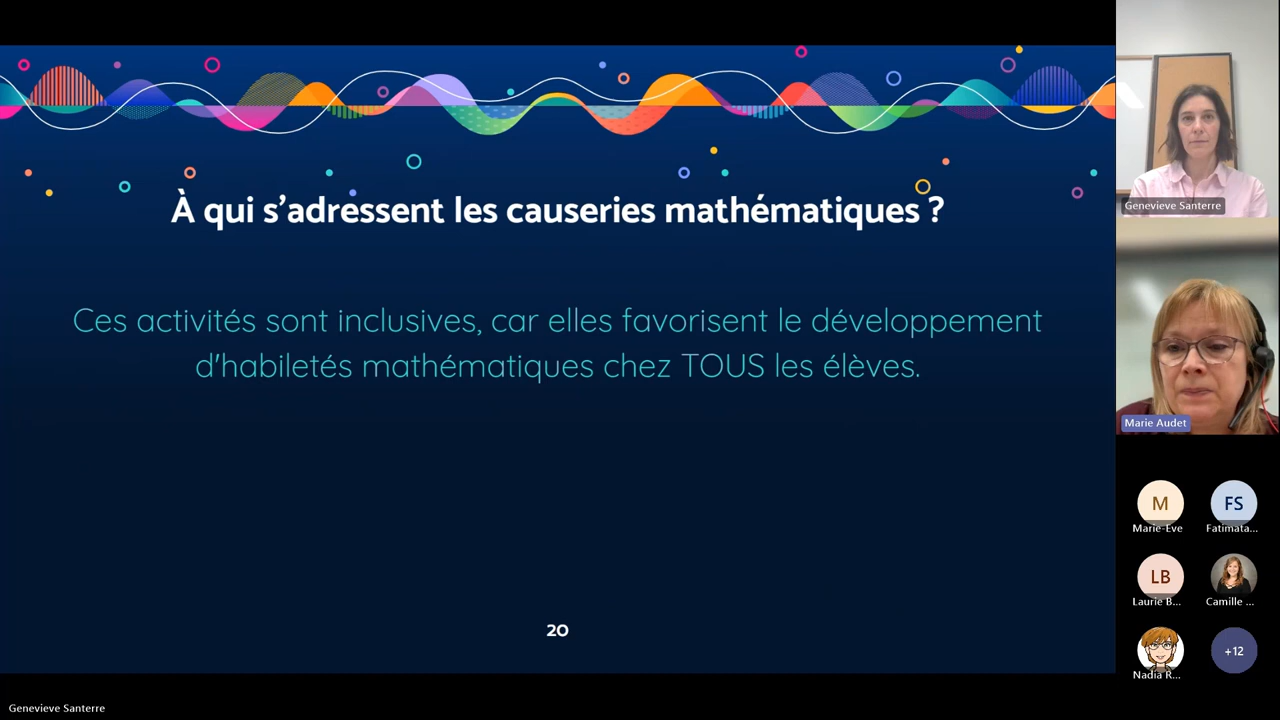 À qui s'adressent les causeries mathématiques ?
Ces activités sont inclusives, car elles favorisent le développement
d'habiletés mathématiques chez TOUS les élèves.
20
Genevieve Santerre
Marie Audet
M
FS
Marie-Eve
Fatimata...
LB
Laurie B...
Camille ...
Nadia R...
+12
Genevieve Santerre